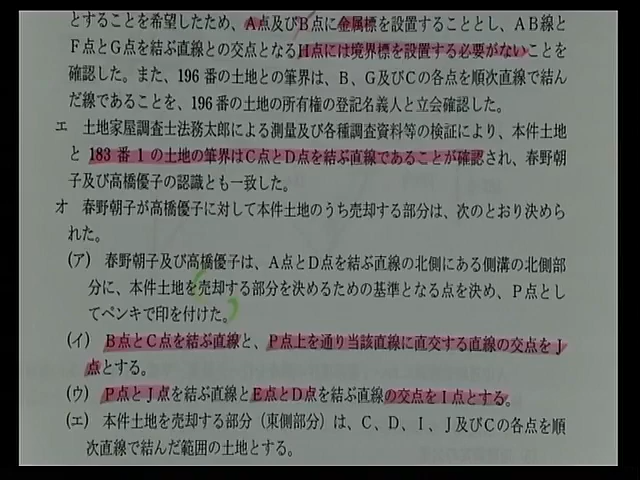 とすることを希望したため、A点及びB点に金属標を設置することとし、AB線と
F点とG点を結ぶ直線との交点となるH点には境界標を設置する必要がないことを
確認した。また、196番の土地との筆界は、B、G及びCの各点を順次直線で結ん
だ線であることを、196番の土地の所有権の登記名義人と立会確認した。
エ 土地家屋調査士法務太郎による測量及び各種調査資料等の検証により、本件土地
と183番1の土地の筆界はC点とD点を結ぶ直線であることが確認され、春野朝
子及び高橋優子の認識とも一致した。
オ 春野朝子が高橋優子に対して本件土地のうち売却する部分は、次のとおり決めら
れた。
(ア) 春野朝子及び高橋優子は、A点とD点を結ぶ直線の北側にある側溝の北側部
分に、本件土地を売却する部分を決めるための基準となる点を決め、P点とし
てペンキで印を付けた。
(イ) B点とC点を結ぶ直線と、P点上を通り当該直線に直交する直線の交点をJ
点とする。
(ウ) P点とJ点を結ぶ直線とE点とD点を結ぶ直線の交点をI点とする。
(エ) 本件土地を売却する部分(東側部分)は、C、D、I、J及びCの各点を順
次直線で結んだ範囲の土地とする。